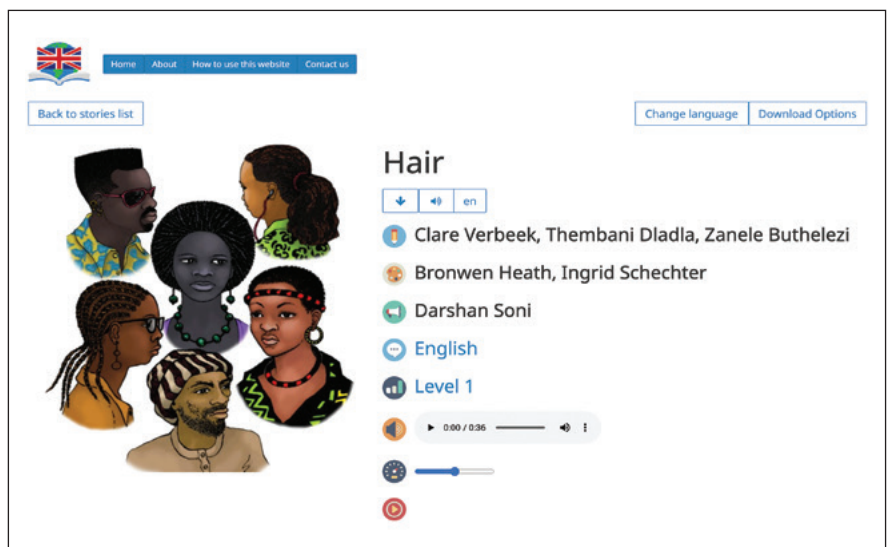 Home About How to use this website Contact us
Back to stories list
Change language Download Options
Hair
en
Clare Verbeek, Thembani Dladla, Zanele Buthelezi
Bronwen Heath, Ingrid Schechter
Darshan Soni
English
Level 1
0:00 / 0:36